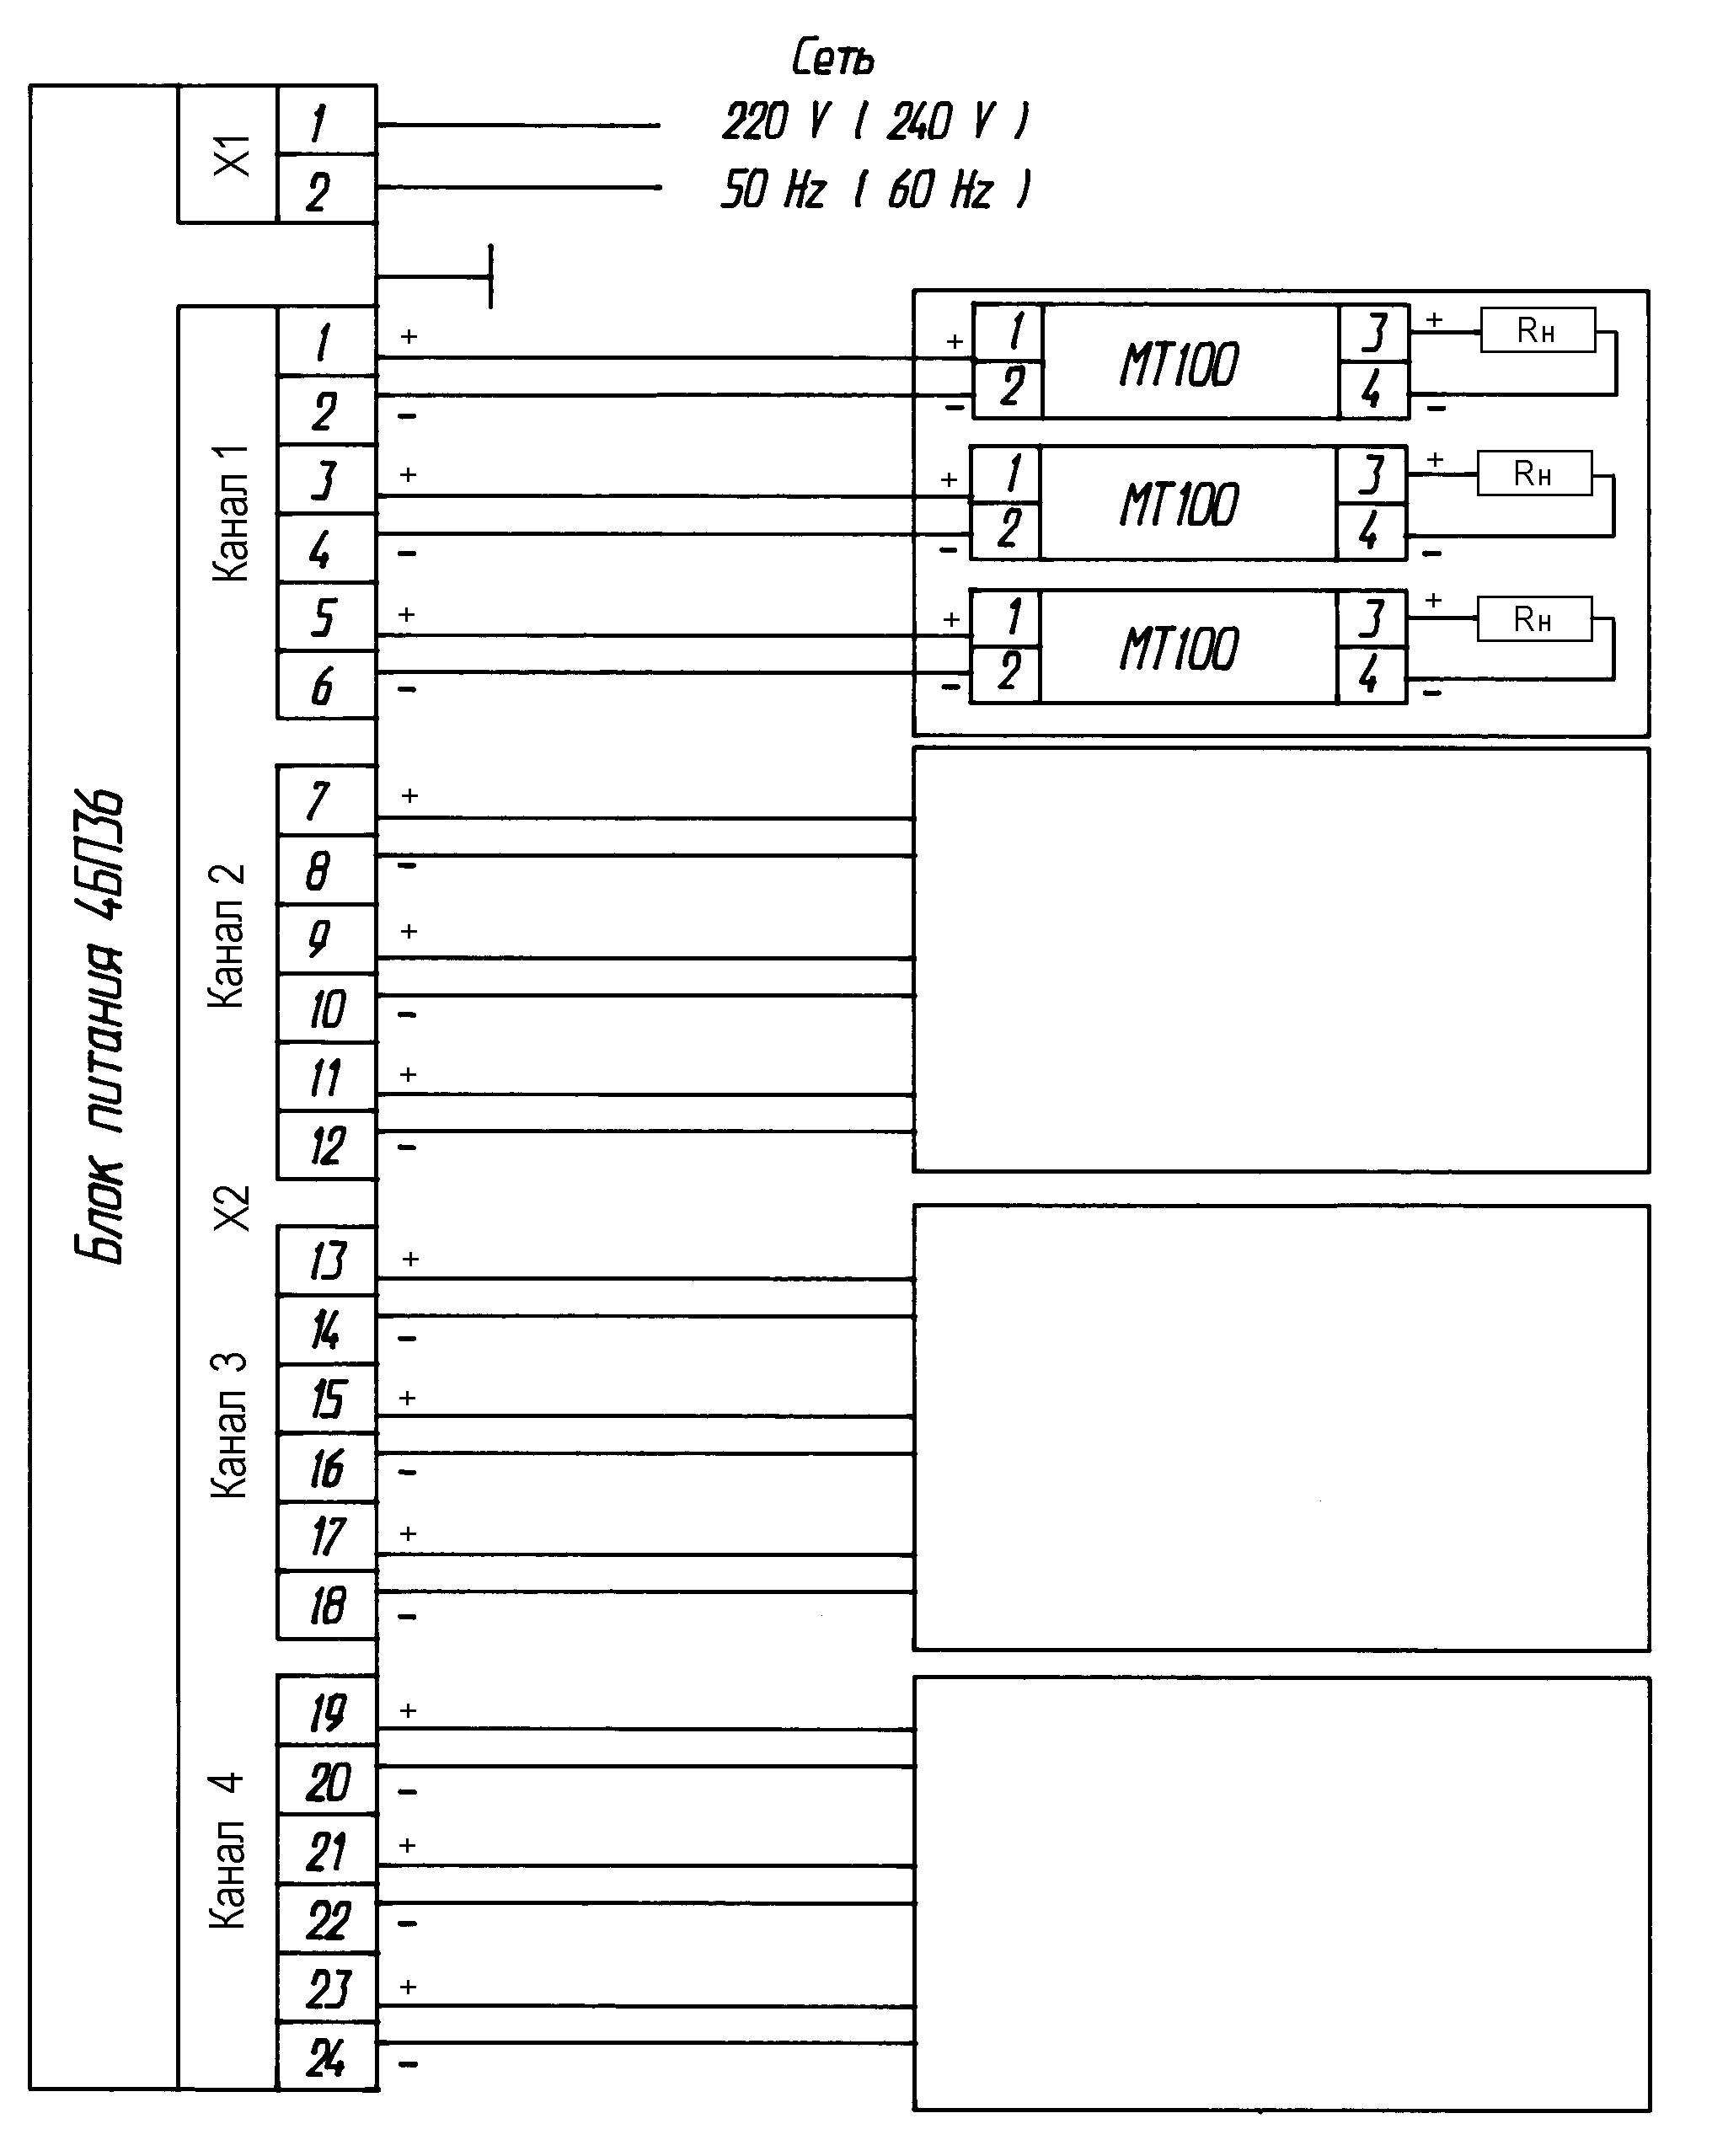 Сеть
220 V ( 240 V )
50 Hz ( 60 Hz )
Блок питания 4БП36
X1
1
2
Канал 1
1 +
2 -
3 +
4 -
5 +
6 -
+ 1 МТ100 3 + Rн
- 2 4 -
+ 1 МТ100 3 + Rн
- 2 4 -
+ 1 МТ100 3 + Rн
- 2 4 -
Канал 2
7 +
8 -
9 +
10 -
11 +
12 -
X2
Канал 3
13 +
14 -
15 +
16 -
17 +
18 -
Канал 4
19 +
20 -
21 +
22 -
23 +
24 -